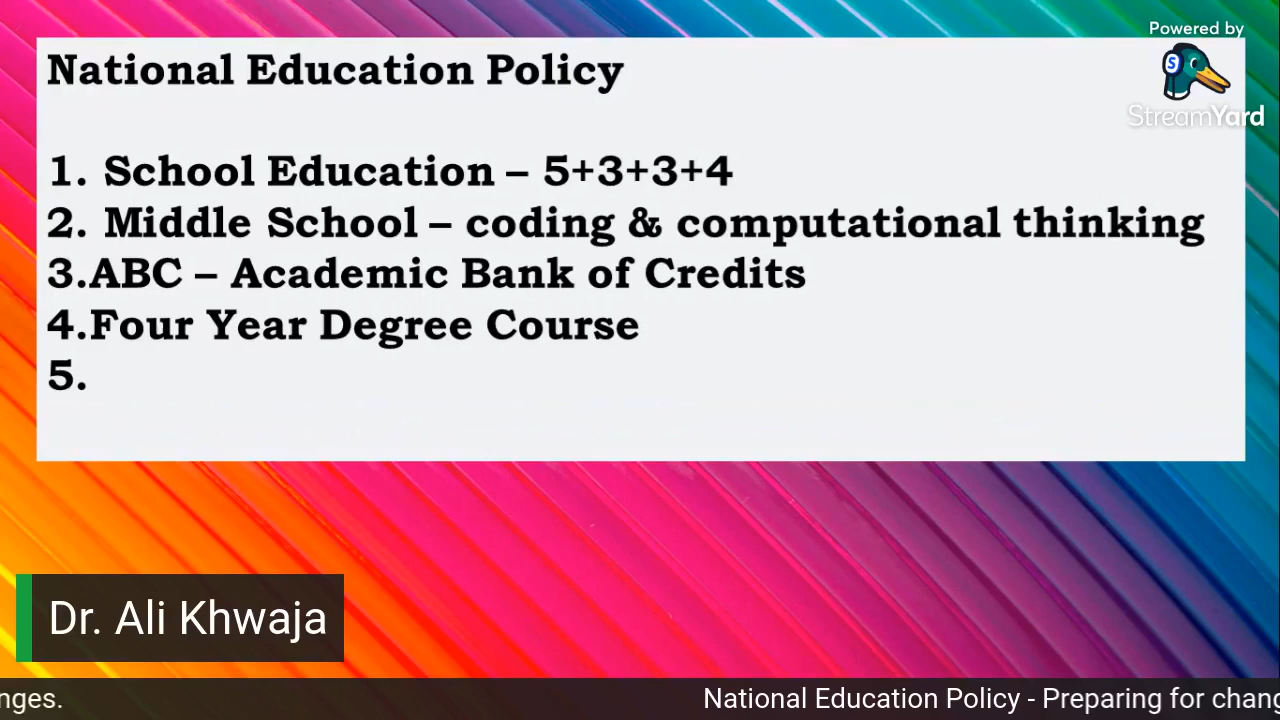 Powered by
StreamYard
National Education Policy
1. School Education – 5+3+3+4
2. Middle School – coding & computational thinking
3.ABC – Academic Bank of Credits
4.Four Year Degree Course
5.
Dr. Ali Khwaja
nges.
National Education Policy - Preparing for chang